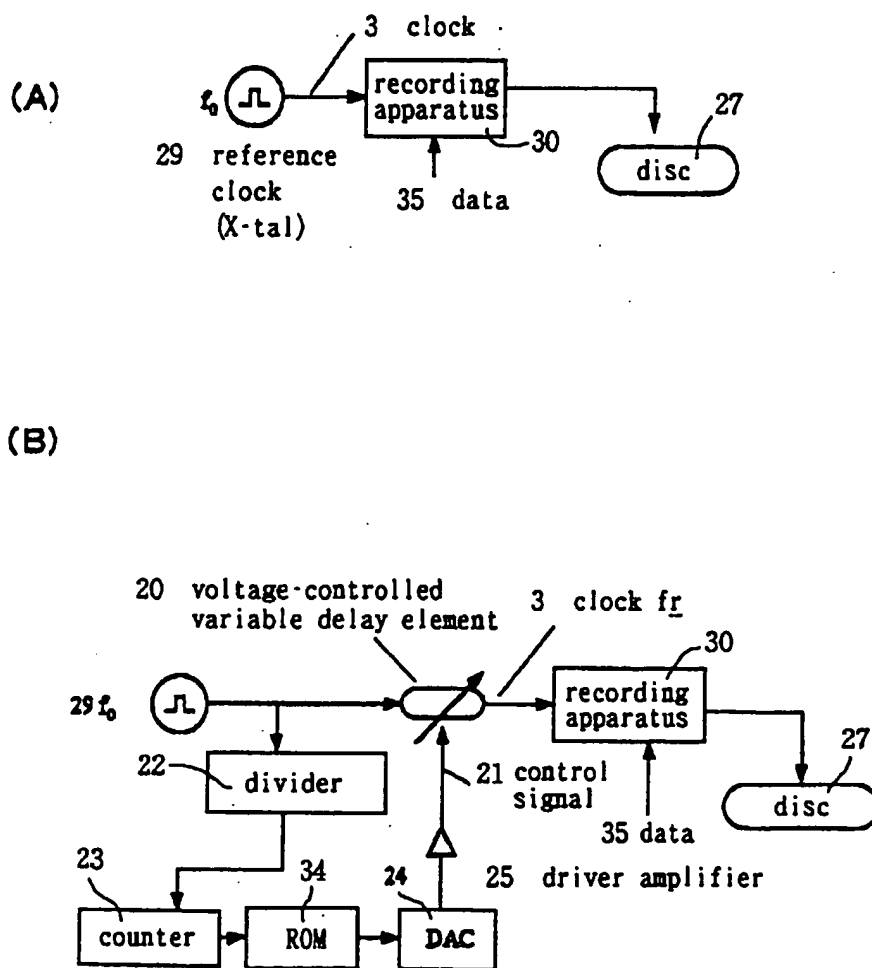 3 clock
(A)
f₀
recording
apparatus
30
27
29 reference
clock
(X-tal)
35 data
disc
(B)
20 voltage-controlled
variable delay element
3 clock fr
30
29 f₀
recording
apparatus
22
divider
21 control
signal
27
disc
35 data
23
34
24
25 driver amplifier
counter
ROM
DAC